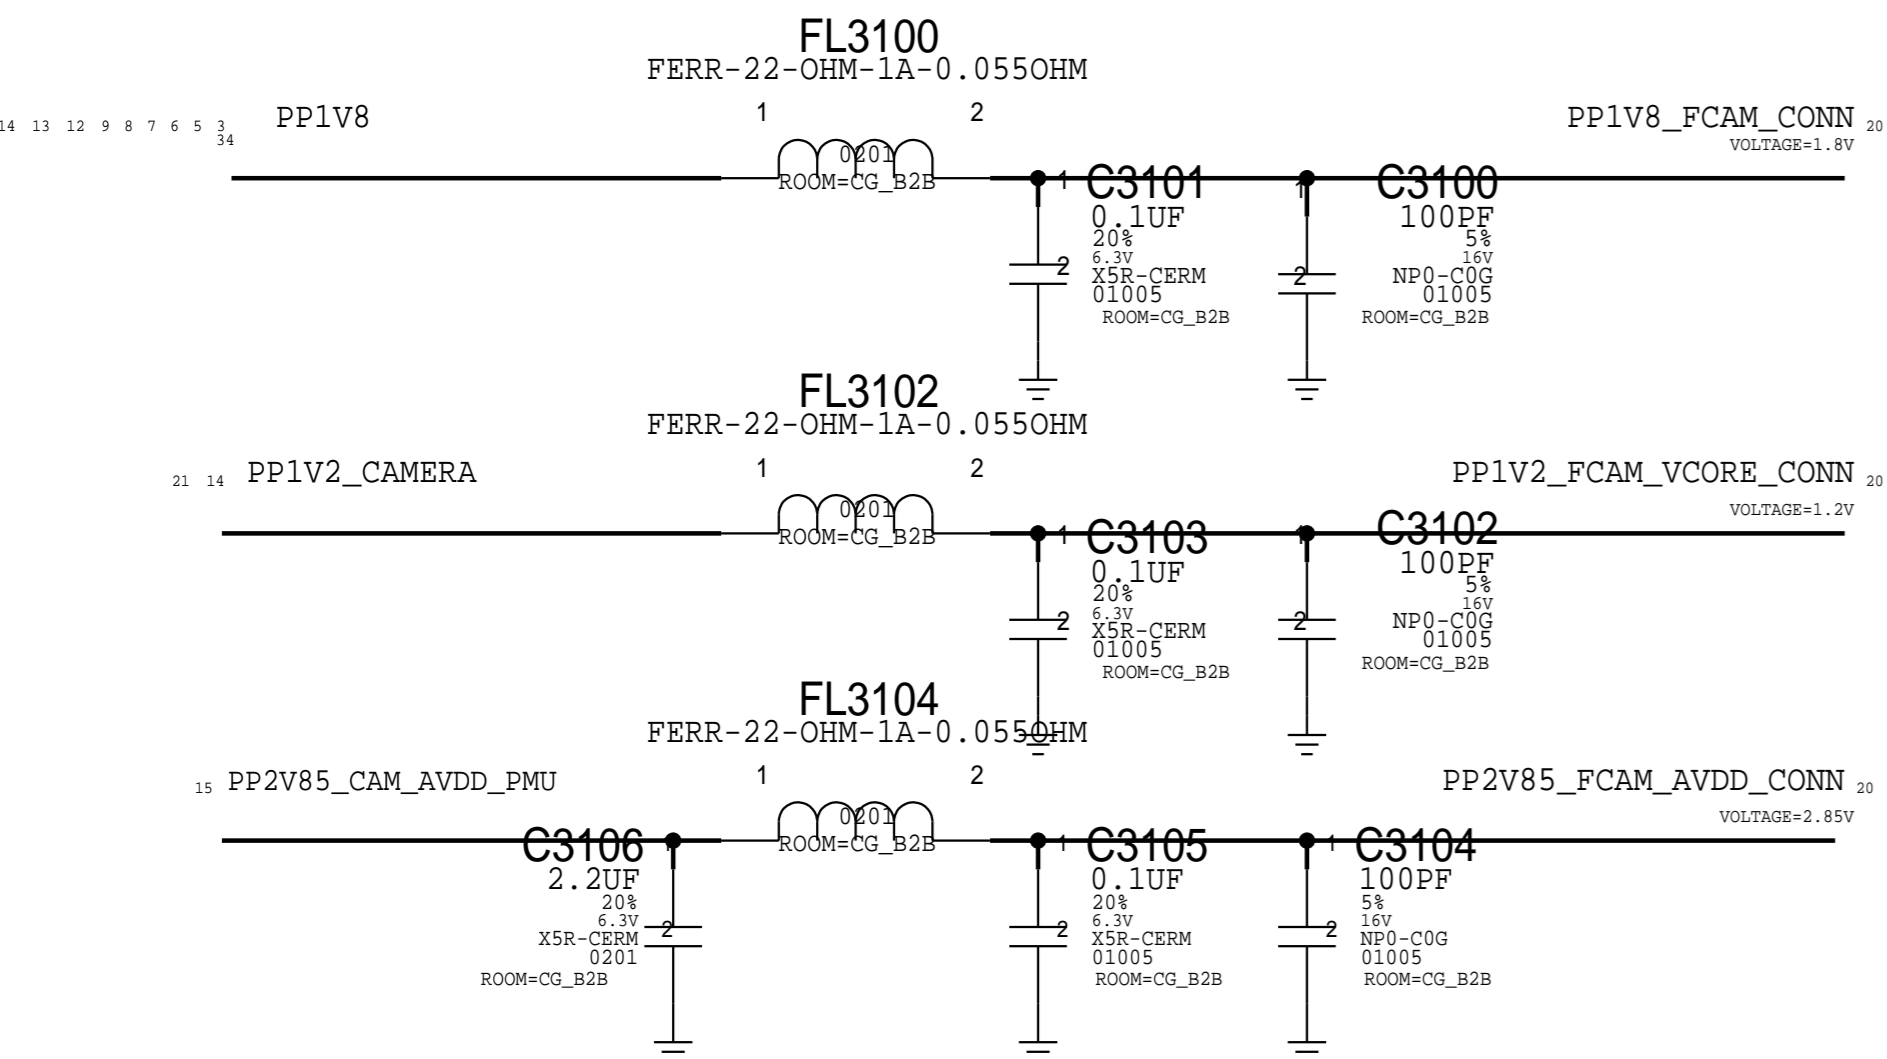 FL3100
FERR-22-OHM-1A-0.055OHM
1 2
14 13 12 9 8 7 6 5 3
34
PP1V8
PP1V8_FCAM_CONN 20
VOLTAGE=1.8V
0201
ROOM=CG_B2B
1 C3101
0.1UF
20%
6.3V
2 X5R-CERM
01005
ROOM=CG_B2B
1 C3100
100PF
5%
16V
2 NP0-C0G
01005
ROOM=CG_B2B
FL3102
FERR-22-OHM-1A-0.055OHM
1 2
21 14 PP1V2_CAMERA
PP1V2_FCAM_VCORE_CONN 20
VOLTAGE=1.2V
0201
ROOM=CG_B2B
1 C3103
0.1UF
20%
6.3V
2 X5R-CERM
01005
ROOM=CG_B2B
1 C3102
100PF
5%
16V
2 NP0-C0G
01005
ROOM=CG_B2B
FL3104
FERR-22-OHM-1A-0.055OHM
1 2
15 PP2V85_CAM_AVDD_PMU
PP2V85_FCAM_AVDD_CONN 20
VOLTAGE=2.85V
0201
ROOM=CG_B2B
C3106 1
2.2UF
20%
6.3V
X5R-CERM 2
0201
ROOM=CG_B2B
1 C3105
0.1UF
20%
6.3V
2 X5R-CERM
01005
ROOM=CG_B2B
1 C3104
100PF
5%
16V
2 NP0-C0G
01005
ROOM=CG_B2B